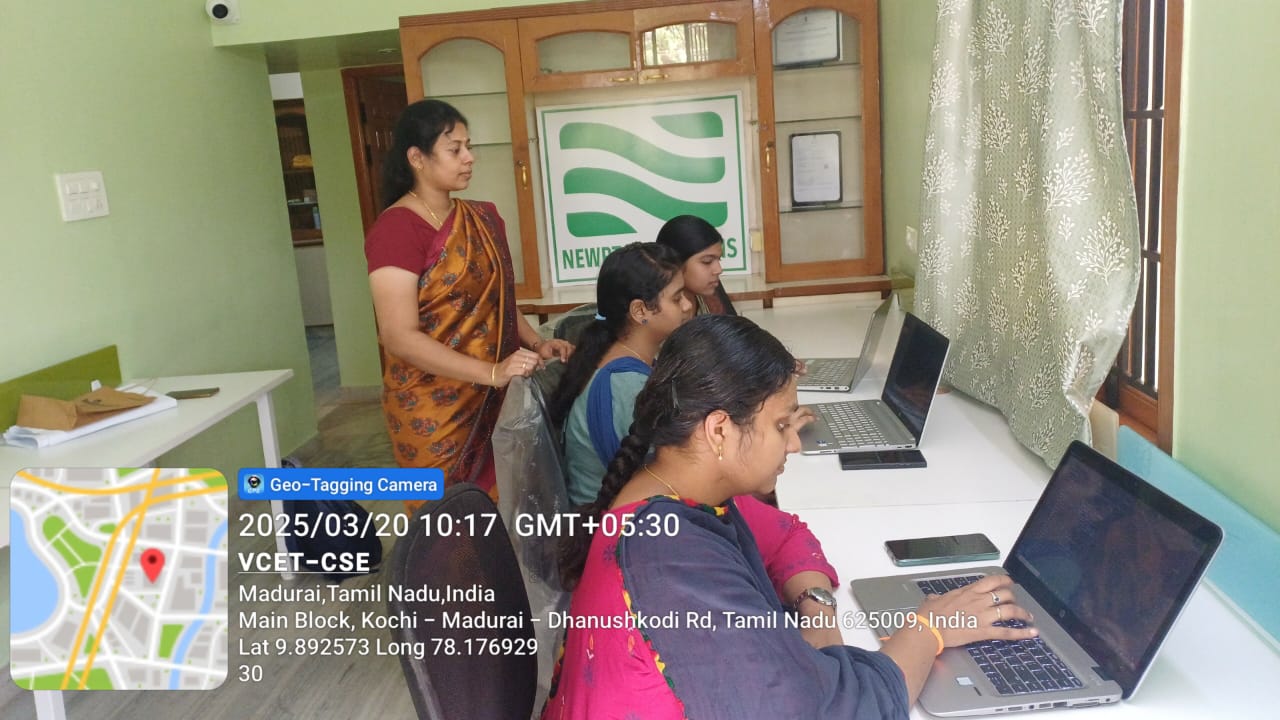 NEWP
S
Geo-Tagging Camera
2025/03/20 10:17 GMT+05:30
VCET-CSE
Madurai,Tamil Nadu,India
Main Block, Kochi - Madurai - Dhanushkodi Rd, Tamil Nadu 625009, India
Lat 9.892573 Long 78.176929
30